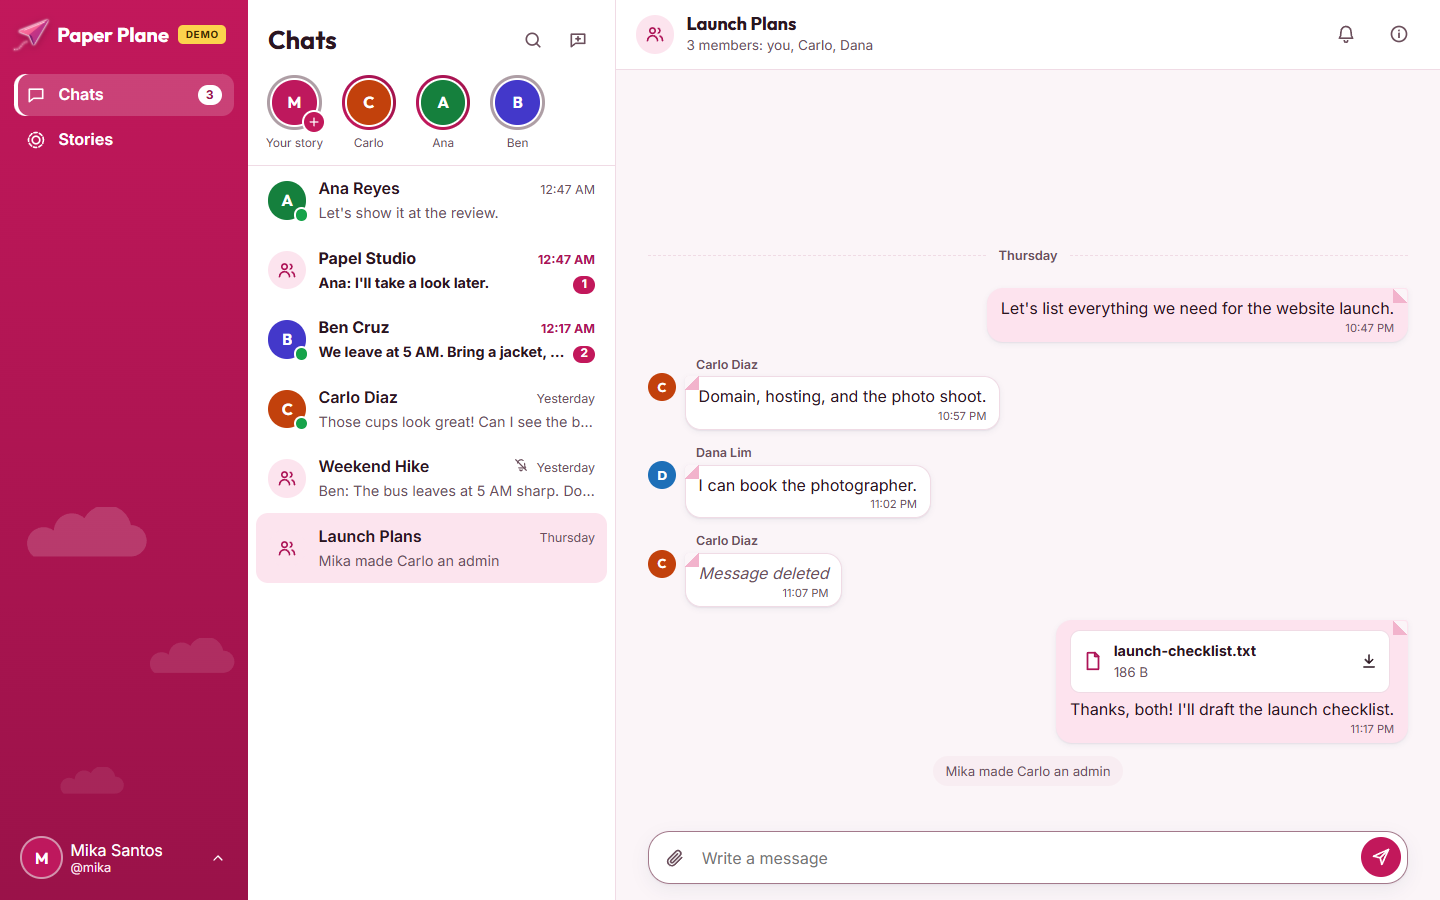 Paper Plane DEMO
Chats 3
Stories
M
Mika Santos
@mika
Chats
M
C
A
B
Your story
Carlo
Ana
Ben
A
Ana Reyes 12:47 AM
Let's show it at the review.
Papel Studio 12:47 AM
Ana: I'll take a look later. 1
B
Ben Cruz 12:17 AM
We leave at 5 AM. Bring a jacket, ... 2
C
Carlo Diaz Yesterday
Those cups look great! Can I see the b...
Weekend Hike Yesterday
Ben: The bus leaves at 5 AM sharp. Do...
Launch Plans Thursday
Mika made Carlo an admin
Launch Plans
3 members: you, Carlo, Dana
Thursday
Let's list everything we need for the website launch.
10:47 PM
Carlo Diaz
C
Domain, hosting, and the photo shoot.
10:57 PM
Dana Lim
D
I can book the photographer.
11:02 PM
Carlo Diaz
C
Message deleted
11:07 PM
launch-checklist.txt
186 B
Thanks, both! I'll draft the launch checklist.
11:17 PM
Mika made Carlo an admin
Write a message